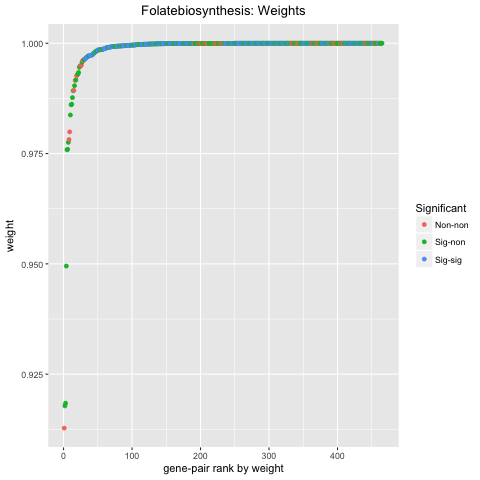 Folatebiosynthesis: Weights
1.000
0.975
0.950
0.925
weight
0
100
200
300
400
gene-pair rank by weight
Significant
Non-non
Sig-non
Sig-sig